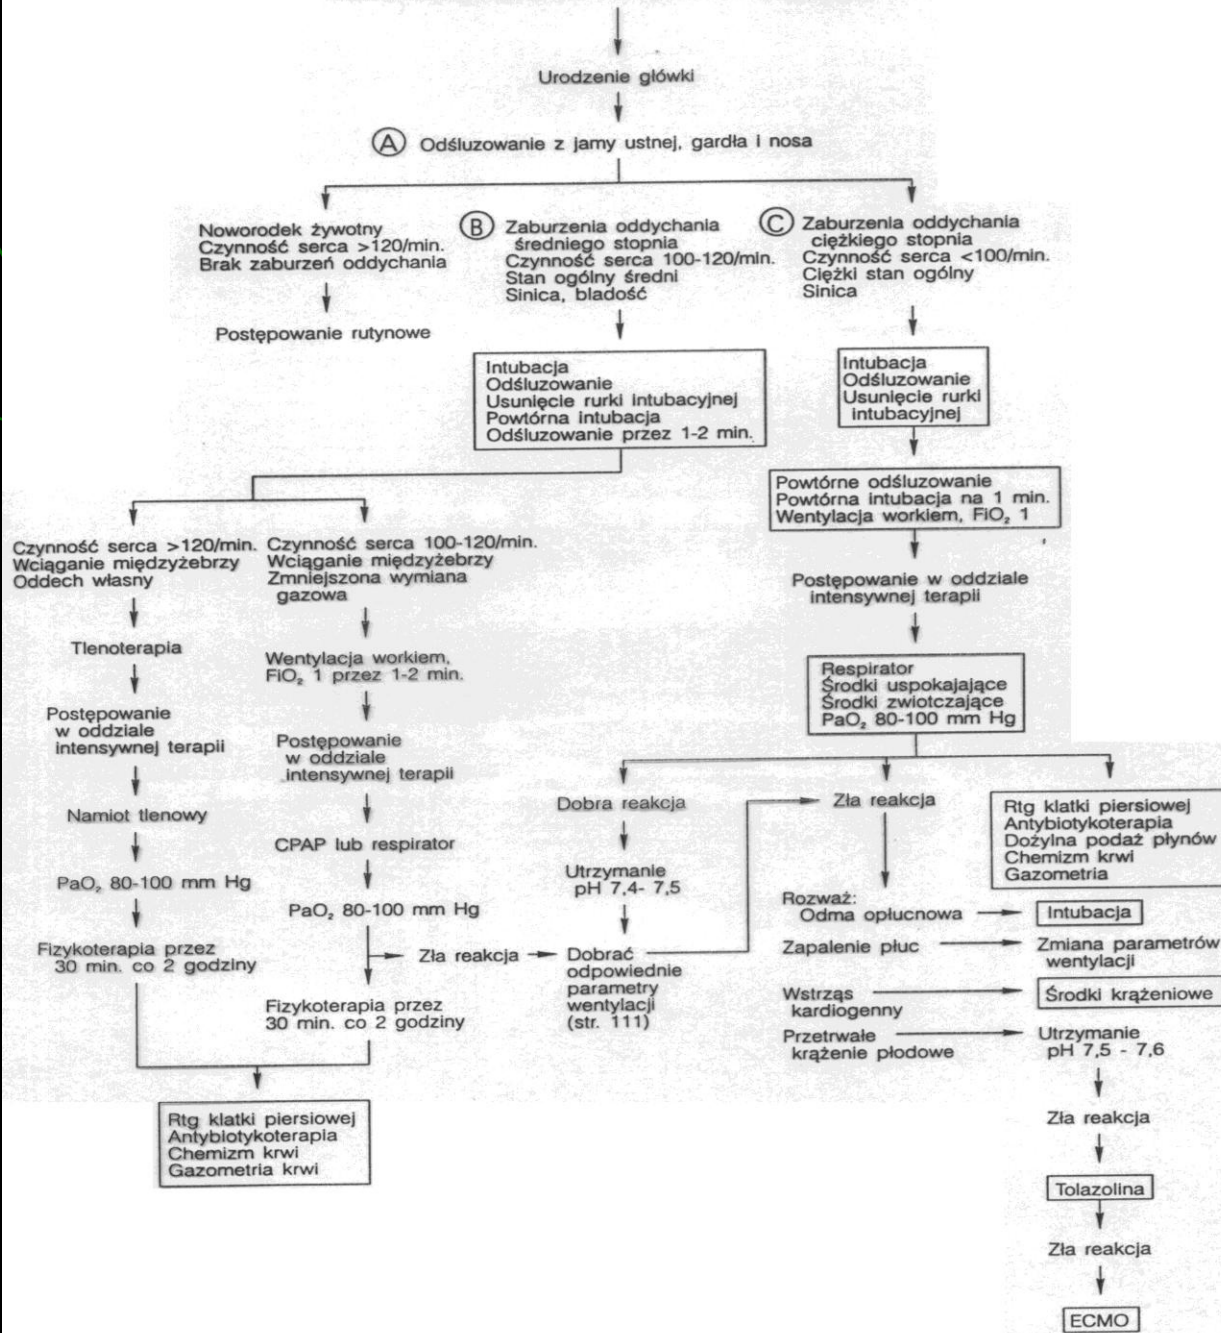 Urodzenie główki
A Odśluzowanie z jamy ustnej, gardła i nosa
Noworodek żywotny
Czynność serca >120/min.
Brak zaburzeń oddychania
Postępowanie rutynowe
B Zaburzenia oddychania
średniego stopnia
Czynność serca 100-120/min.
Stan ogólny średni
Sinica, bladość
Intubacja
Odśluzowanie
Usunięcie rurki intubacyjnej
Powtórna intubacja
Odśluzowanie przez 1-2 min.
C Zaburzenia oddychania
ciężkiego stopnia
Czynność serca <100/min.
Ciężki stan ogólny
Sinica
Intubacja
Odśluzowanie
Usunięcie rurki
intubacyjnej
Powtórne odśluzowanie
Powtórna intubacja na 1 min.
Wentylacja workiem, FiO₂ 1
Postępowanie w oddziale
intensywnej terapii
Respirator
Środki uspokajające
Środki zwiotczające
PaO₂ 80-100 mm Hg
Czynność serca >120/min.
Wciąganie międzyżebrzy
Oddech własny
Tlenoterapia
Postępowanie
w oddziale
intensywnej terapii
Namiot tlenowy
PaO₂ 80-100 mm Hg
Fizykoterapia przez
30 min. co 2 godziny
Czynność serca 100-120/min.
Wciąganie międzyżebrzy
Zmniejszona wymiana
gazowa
Wentylacja workiem,
FiO₂ 1 przez 1-2 min.
Postępowanie
w oddziale
intensywnej terapii
CPAP lub respirator
PaO₂ 80-100 mm Hg
Zła reakcja
Fizykoterapia przez
30 min. co 2 godziny
Rtg klatki piersiowej
Antybiotykoterapia
Chemizm krwi
Gazometria krwi
Dobra reakcja
Utrzymanie
pH 7,4- 7,5
Dobrać
odpowiednie
parametry
wentylacji
(str. 111)
Zła reakcja
Rozważ:
Odma opłucnowa
Intubacja
Zapalenie płuc
Zmiana parametrów
wentylacji
Wstrząs
kardiogenny
Środki krążeniowe
Przetrwałe
krążenie płodowe
Utrzymanie
pH 7,5 - 7,6
Zła reakcja
Tolazolina
Zła reakcja
ECMO
Rtg klatki piersiowej
Antybiotykoterapia
Dożylna podaż płynów
Chemizm krwi
Gazometria